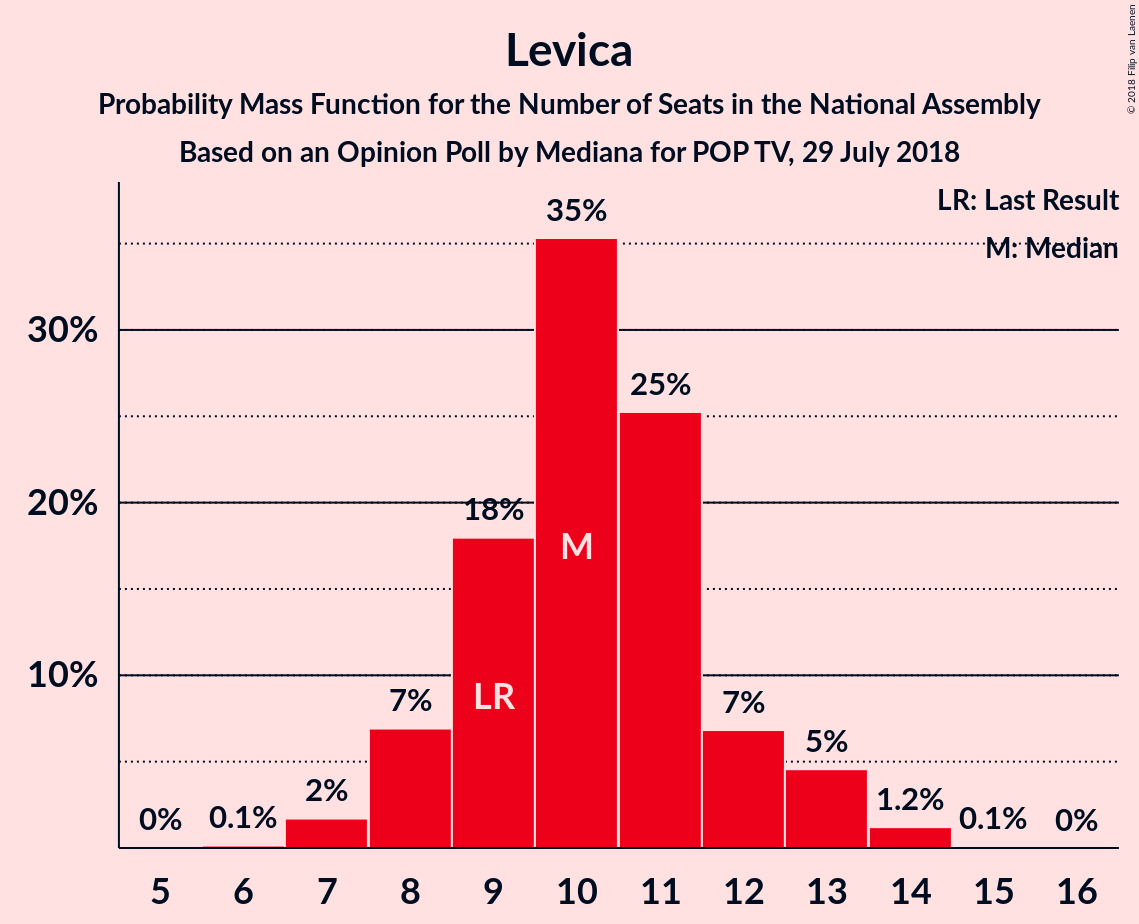 Levica
Probability Mass Function for the Number of Seats in the National Assembly
Based on an Opinion Poll by Mediana for POP TV, 29 July 2018
© 2018 Filip van Laenen
LR: Last Result
M: Median
30%
20%
10%
0%
0.1%
2%
7%
18%
35%
25%
7%
5%
1.2%
0.1%
0%
LR
M
5 6 7 8 9 10 11 12 13 14 15 16